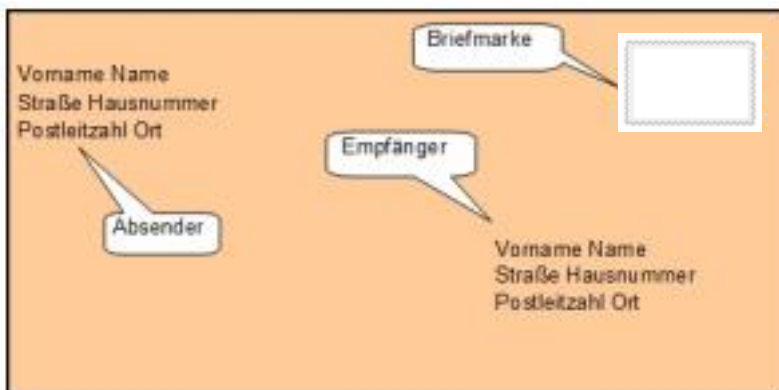 Briefmarke
Vorname Name
Straße Hausnummer
Postleitzahl Ort
Empfänger
Absender
Vorname Name
Straße Hausnummer
Postleitzahl Ort